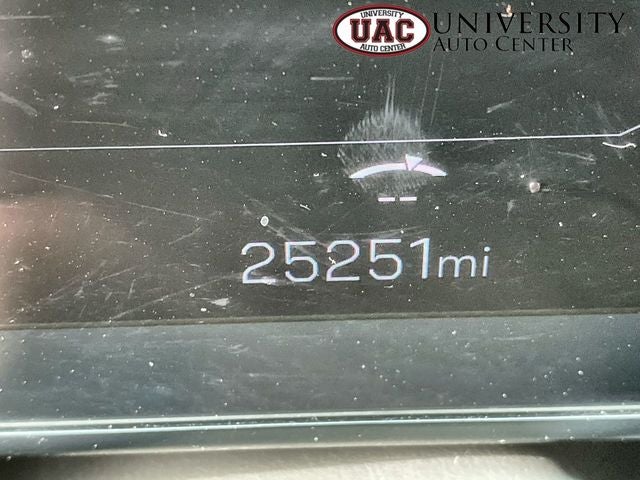 UNIVERSITY
UAC
AUTO CENTER
UNIVERSITY
AUTO CENTER
--
25251mi